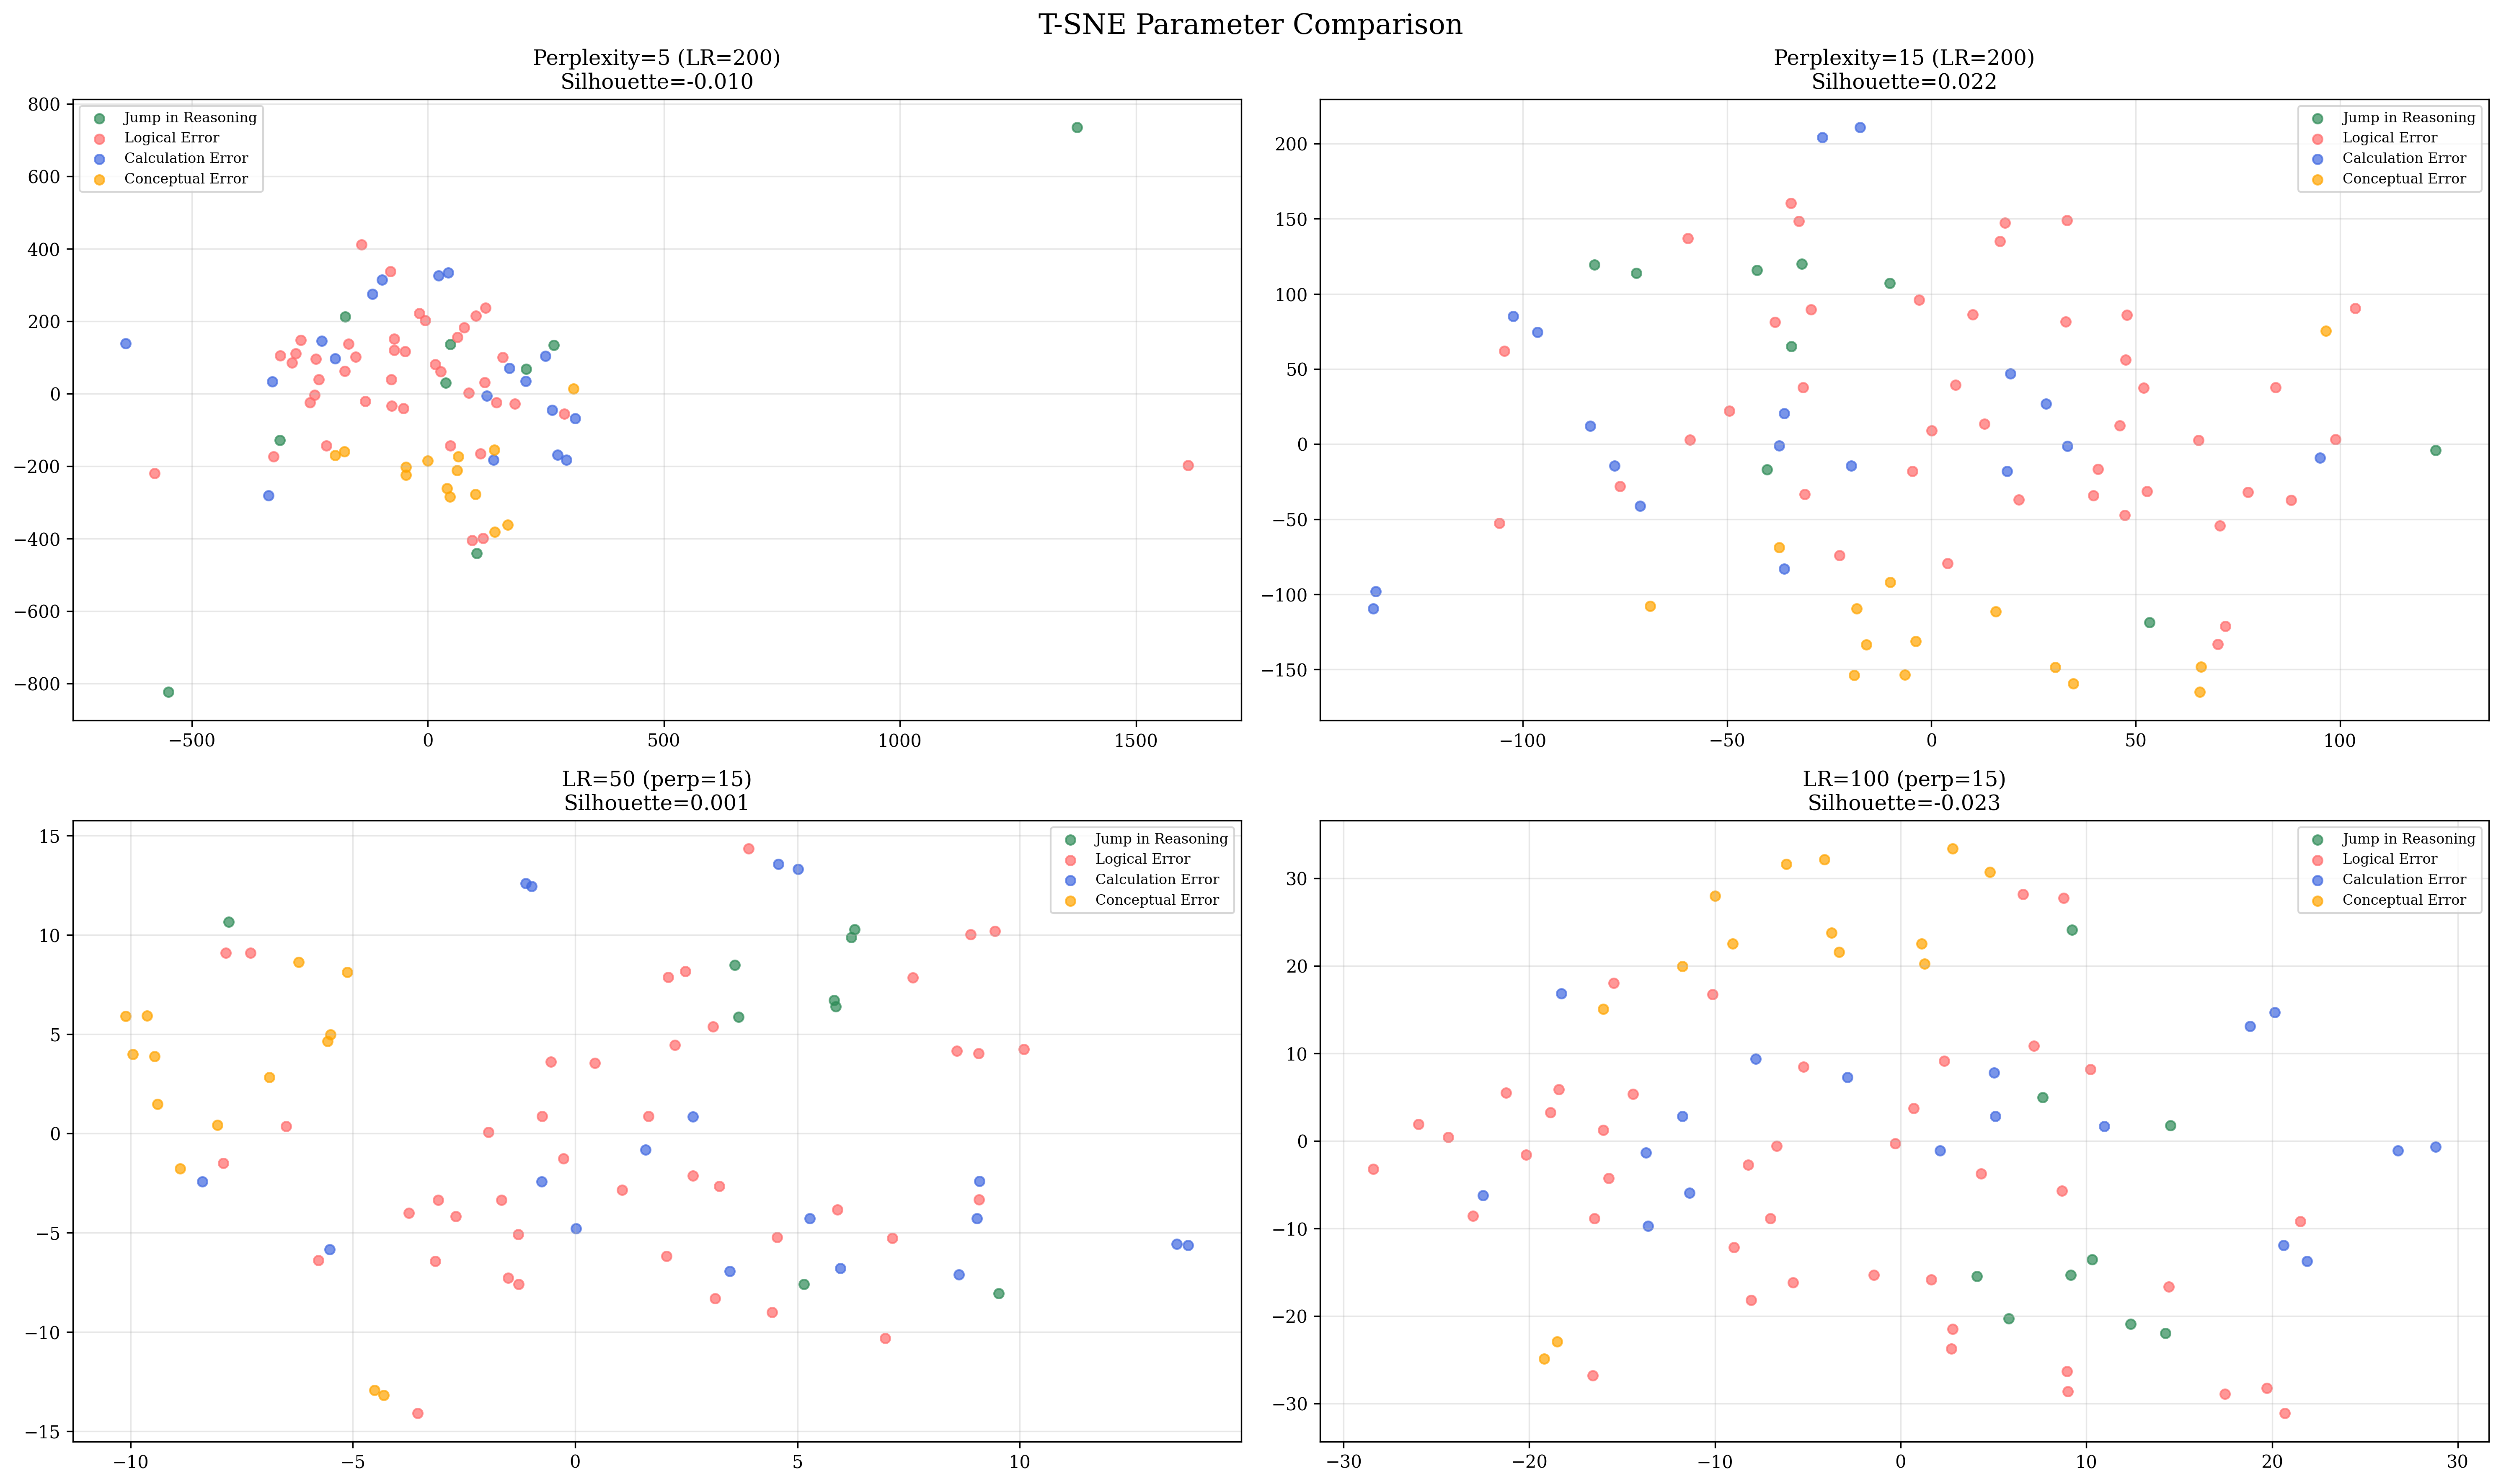 T-SNE Parameter Comparison
Perplexity=5 (LR=200)
Silhouette=-0.010
800
600
400
200
0
−200
−400
−600
−800
−500
0
500
1000
1500
Jump in Reasoning
Logical Error
Calculation Error
Conceptual Error
Perplexity=15 (LR=200)
Silhouette=0.022
200
150
100
50
0
−50
−100
−150
−100
−50
0
50
100
Jump in Reasoning
Logical Error
Calculation Error
Conceptual Error
LR=50 (perp=15)
Silhouette=0.001
15
10
5
0
−5
−10
−15
−10
−5
0
5
10
Jump in Reasoning
Logical Error
Calculation Error
Conceptual Error
LR=100 (perp=15)
Silhouette=-0.023
30
20
10
0
−10
−20
−30
−30
−20
−10
0
10
20
30
Jump in Reasoning
Logical Error
Calculation Error
Conceptual Error